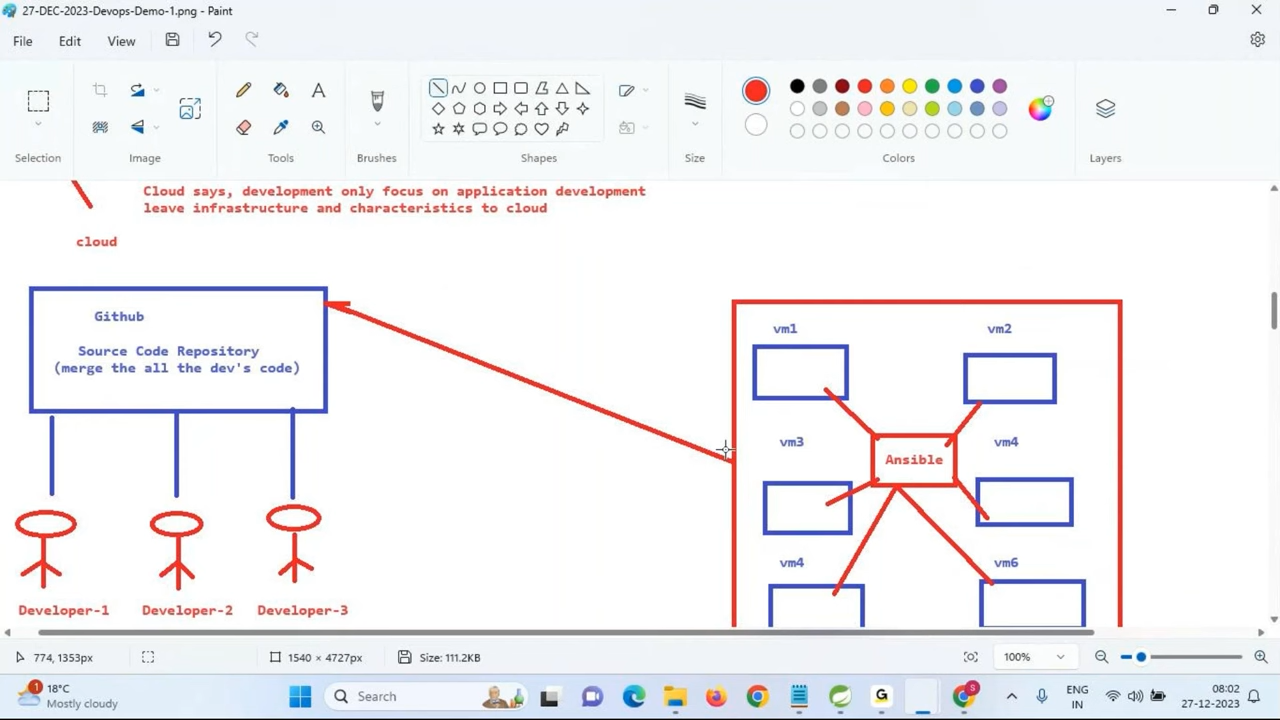 27-DEC-2023-Devops-Demo-1.png - Paint
File
Edit
View
Selection
Image
Tools
Brushes
Shapes
Size
Colors
Layers
Cloud says, development only focus on application development
leave infrastructure and characteristics to cloud
cloud
Github
Source Code Repository
(merge the all the dev's code)
Developer-1
Developer-2
Developer-3
vm1
vm2
vm3
Ansible
vm4
vm4
vm6
774, 1353px
1540 × 4727px
Size: 111.2KB
100%
1
18°C
Mostly cloudy
Search
G
S
ENG
IN
08:02
27-12-2023